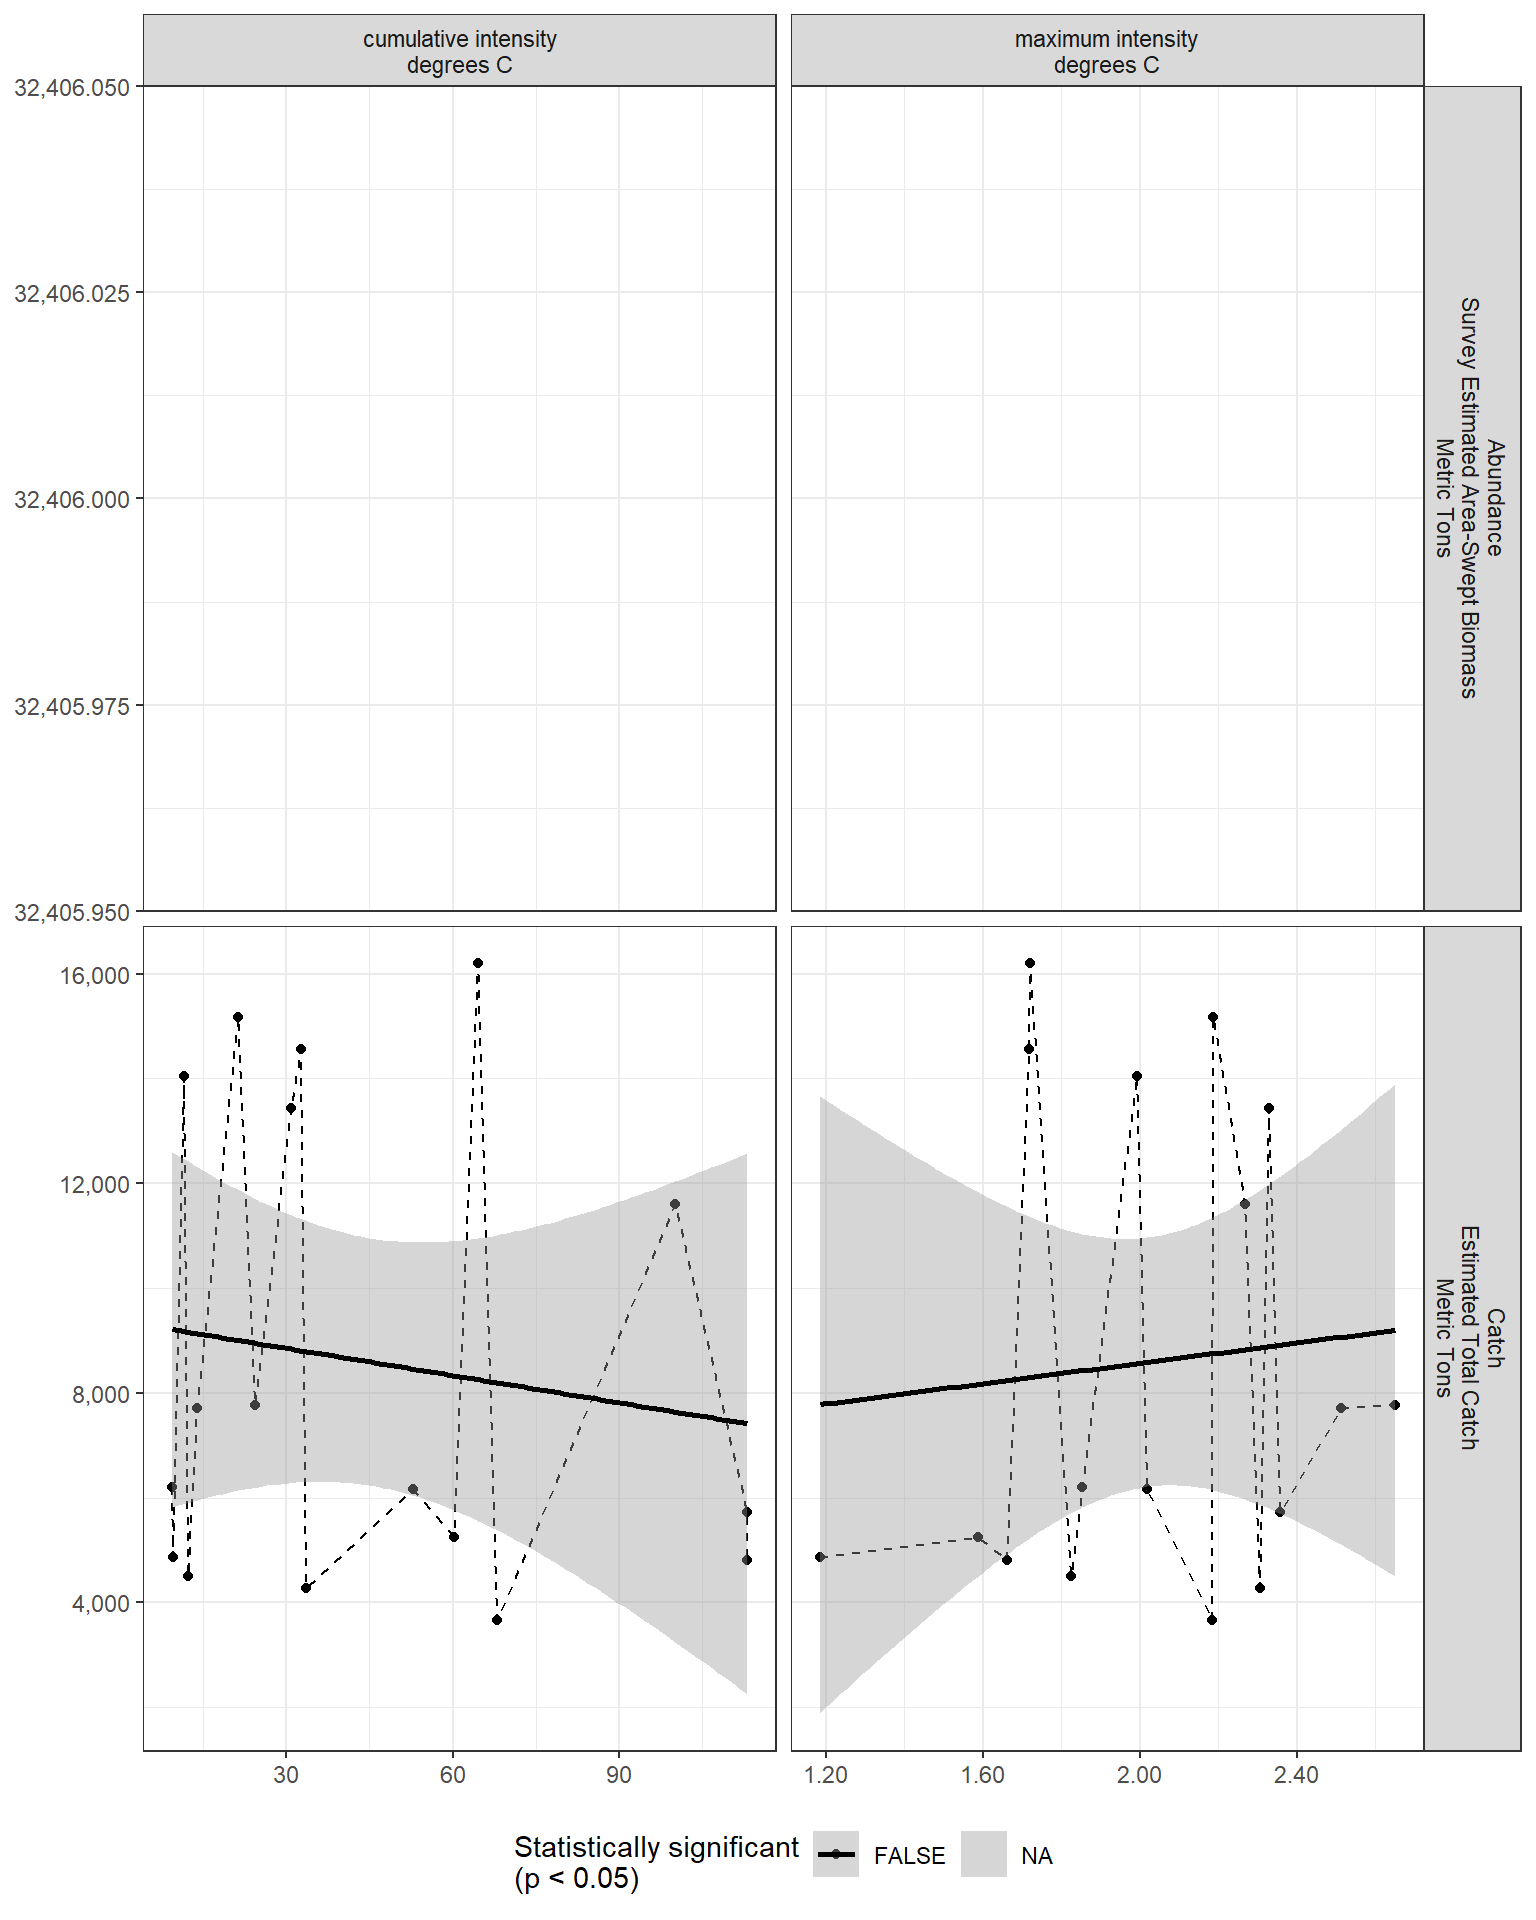 cumulative intensity
degrees C
maximum intensity
degrees C
32,406.050
32,406.025
32,406.000
32,405.975
32,405.950
Abundance
Survey Estimated Area-Swept Biomass
Metric Tons
16,000
12,000
8,000
4,000
Catch
Estimated Total Catch
Metric Tons
30
60
90
1.20
1.60
2.00
2.40
Statistically significant
(p < 0.05)
FALSE
NA